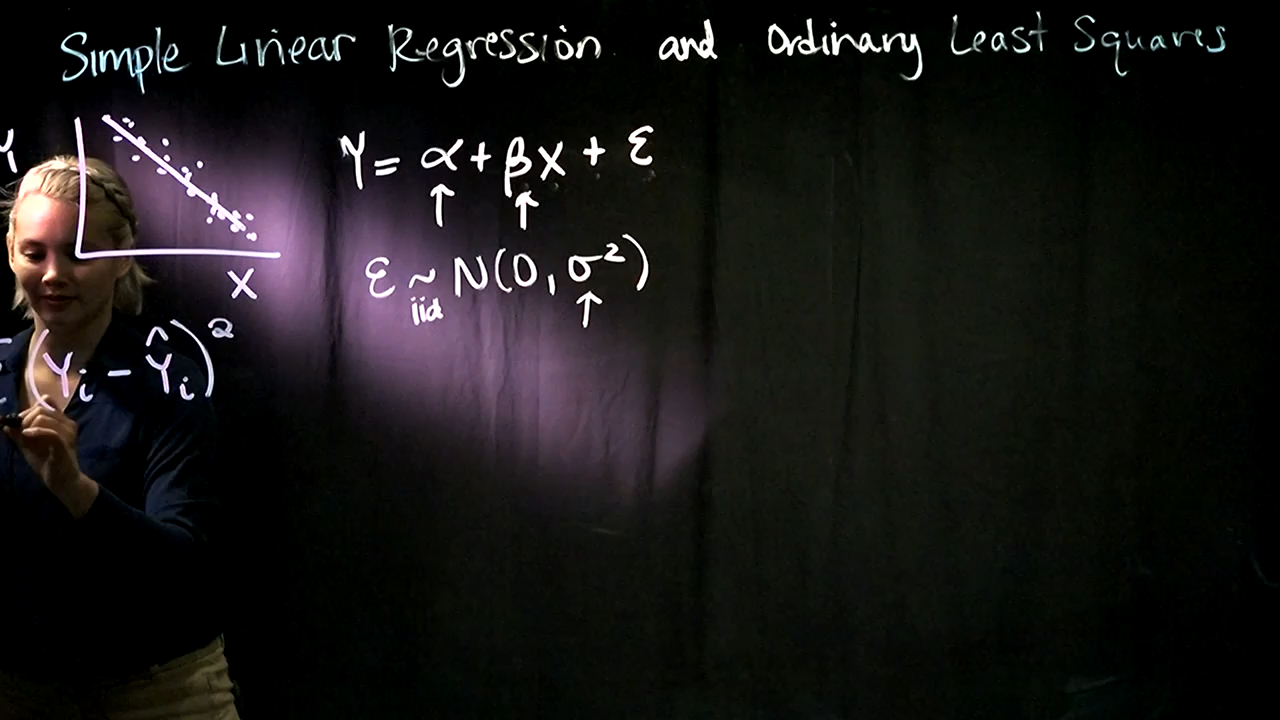 Simple Linear Regression and Ordinary Least Squares
Y
X
Y = α + βX + ε
↑ ↑
ε ~ N(0, σ²)
iid
↑
(Yᵢ - Ŷᵢ)²